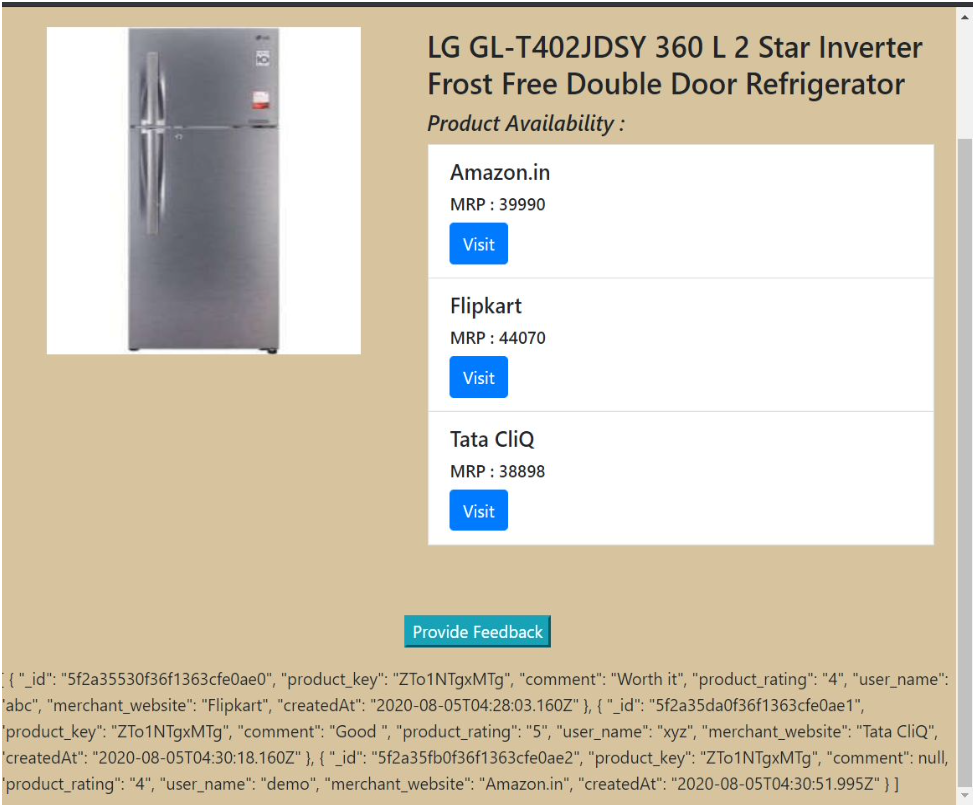 LG GL-T402JDSY 360 L 2 Star Inverter
Frost Free Double Door Refrigerator
Product Availability :
Amazon.in
MRP : 39990
Visit
Flipkart
MRP : 44070
Visit
Tata CliQ
MRP : 38898
Visit
Provide Feedback
[ { "_id": "5f2a35530f36f1363cfe0ae0", "product_key": "ZTo1NTgxMTg", "comment": "Worth it", "product_rating": "4", "user_name":
"abc", "merchant_website": "Flipkart", "createdAt": "2020-08-05T04:28:03.160Z" }, { "_id": "5f2a35da0f36f1363cfe0ae1",
"product_key": "ZTo1NTgxMTg", "comment": "Good ", "product_rating": "5", "user_name": "xyz", "merchant_website": "Tata CliQ",
"createdAt": "2020-08-05T04:30:18.160Z" }, { "_id": "5f2a35fb0f36f1363cfe0ae2", "product_key": "ZTo1NTgxMTg", "comment": null,
"product_rating": "4", "user_name": "demo", "merchant_website": "Amazon.in", "createdAt": "2020-08-05T04:30:51.995Z" } ]